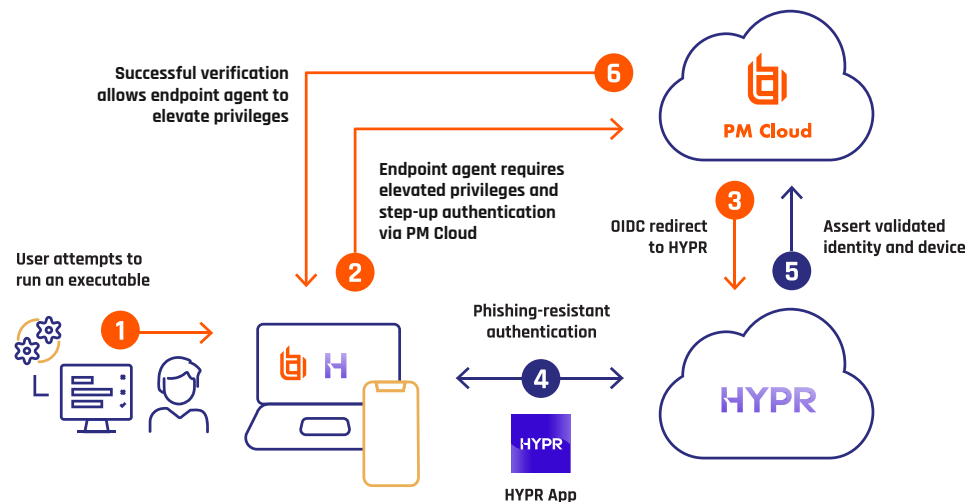 Successful verification
allows endpoint agent to
elevate privileges
6
PM Cloud
Endpoint agent requires
elevated privileges and
step-up authentication
via PM Cloud
2
3
OIDC redirect
to HYPR
Assert validated
identity and device
5
User attempts to
run an executable
1
H
Phishing-resistant
authentication
4
HYPR
HYPR App
HYPR